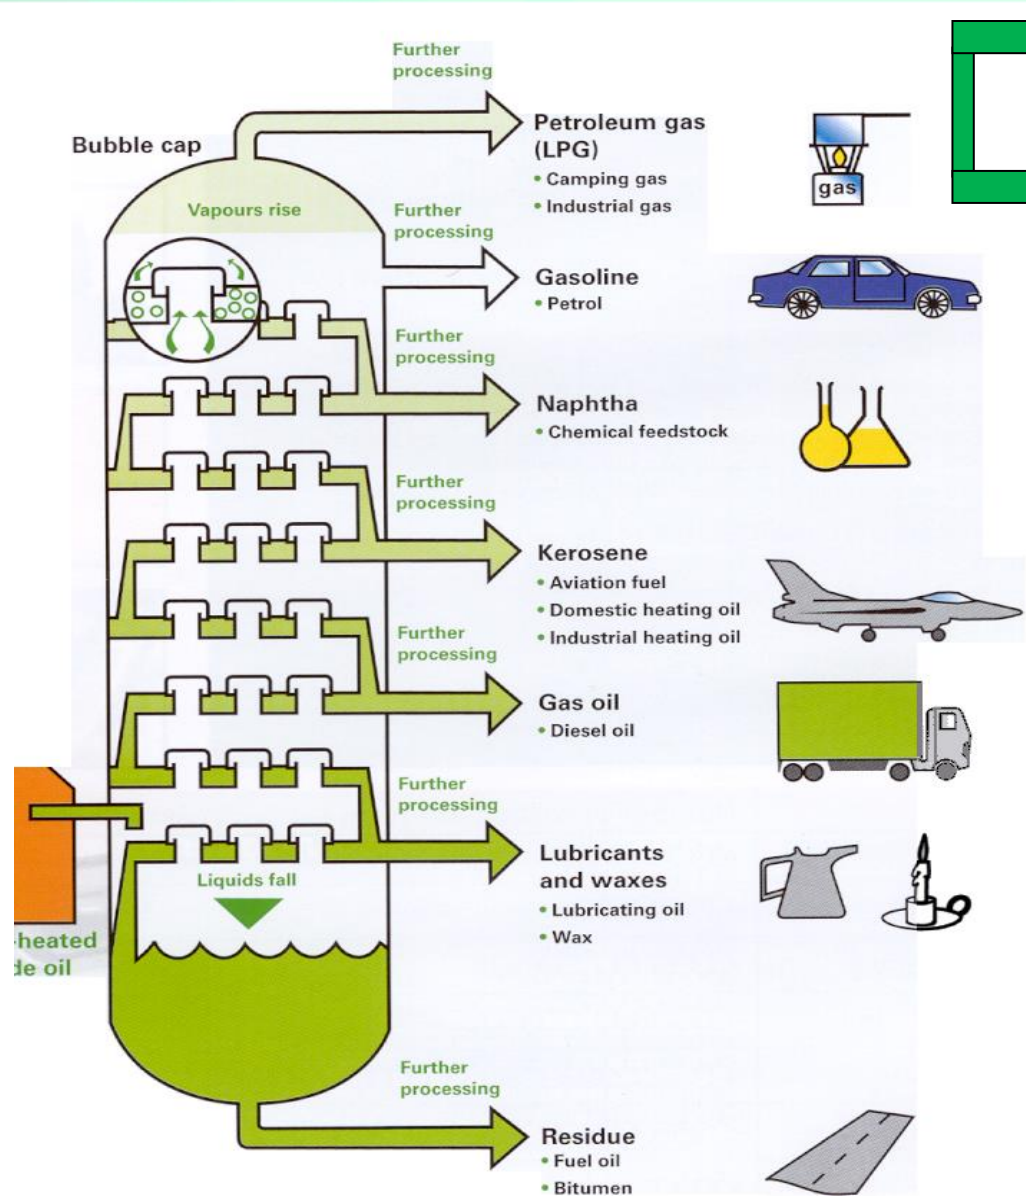 Further
processing
Bubble cap
Petroleum gas
(LPG)
• Camping gas
• Industrial gas
gas
Vapours rise
Further
processing
Gasoline
• Petrol
Further
processing
Naphtha
• Chemical feedstock
Further
processing
Kerosene
• Aviation fuel
• Domestic heating oil
• Industrial heating oil
Further
processing
Gas oil
• Diesel oil
Further
processing
Lubricants
and waxes
• Lubricating oil
• Wax
Liquids fall
-heated
de oil
Further
processing
Residue
• Fuel oil
• Bitumen